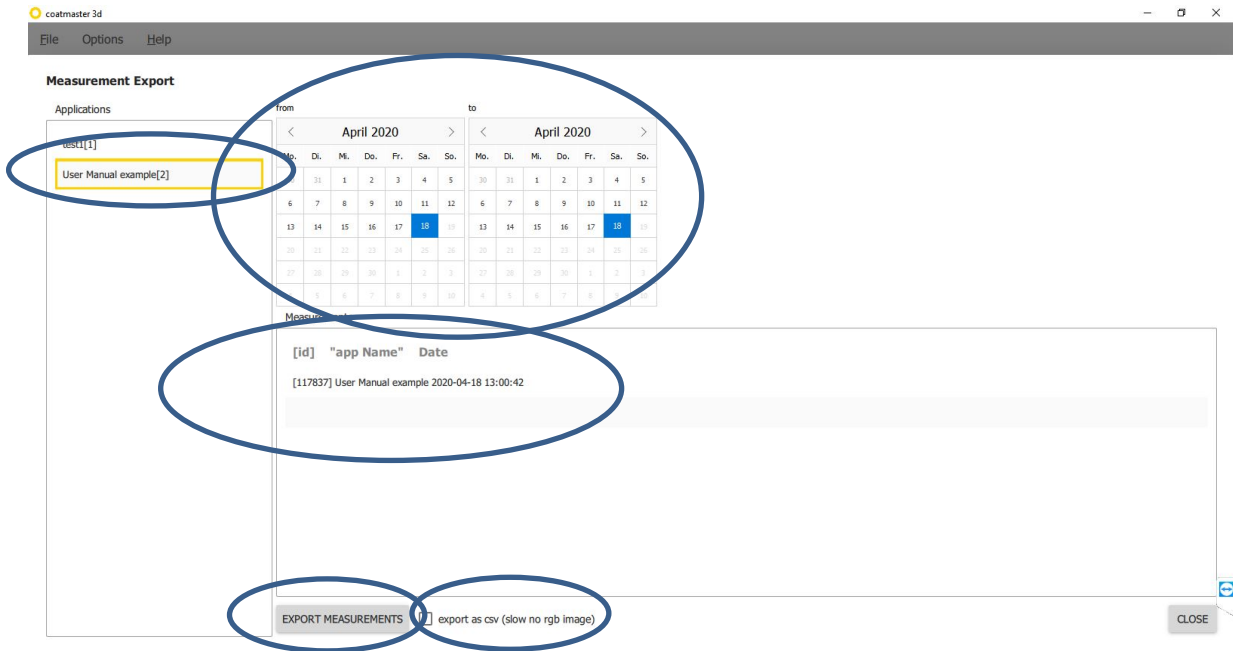 coatmaster 3d
File Options Help
Measurement Export
Applications
test1[1]
User Manual example[2]
from to
April 2020 April 2020
Mo. Di. Mi. Do. Fr. Sa. So. Mo. Di. Mi. Do. Fr. Sa. So.
31 1 2 3 4 5 30 31 1 2 3 4 5
6 7 8 9 10 11 12 6 7 8 9 10 11 12
13 14 15 16 17 18 19 13 14 15 16 17 18 19
20 21 22 23 24 25 26 20 21 22 23 24 25 26
27 28 29 30 1 2 3 27 28 29 30 1 2 3
5 6 7 8 9 10 4 5 6 7 8 9 10
Measurements
[id] "app Name" Date
[117837] User Manual example 2020-04-18 13:00:42
EXPORT MEASUREMENTS export as csv (slow no rgb image) CLOSE